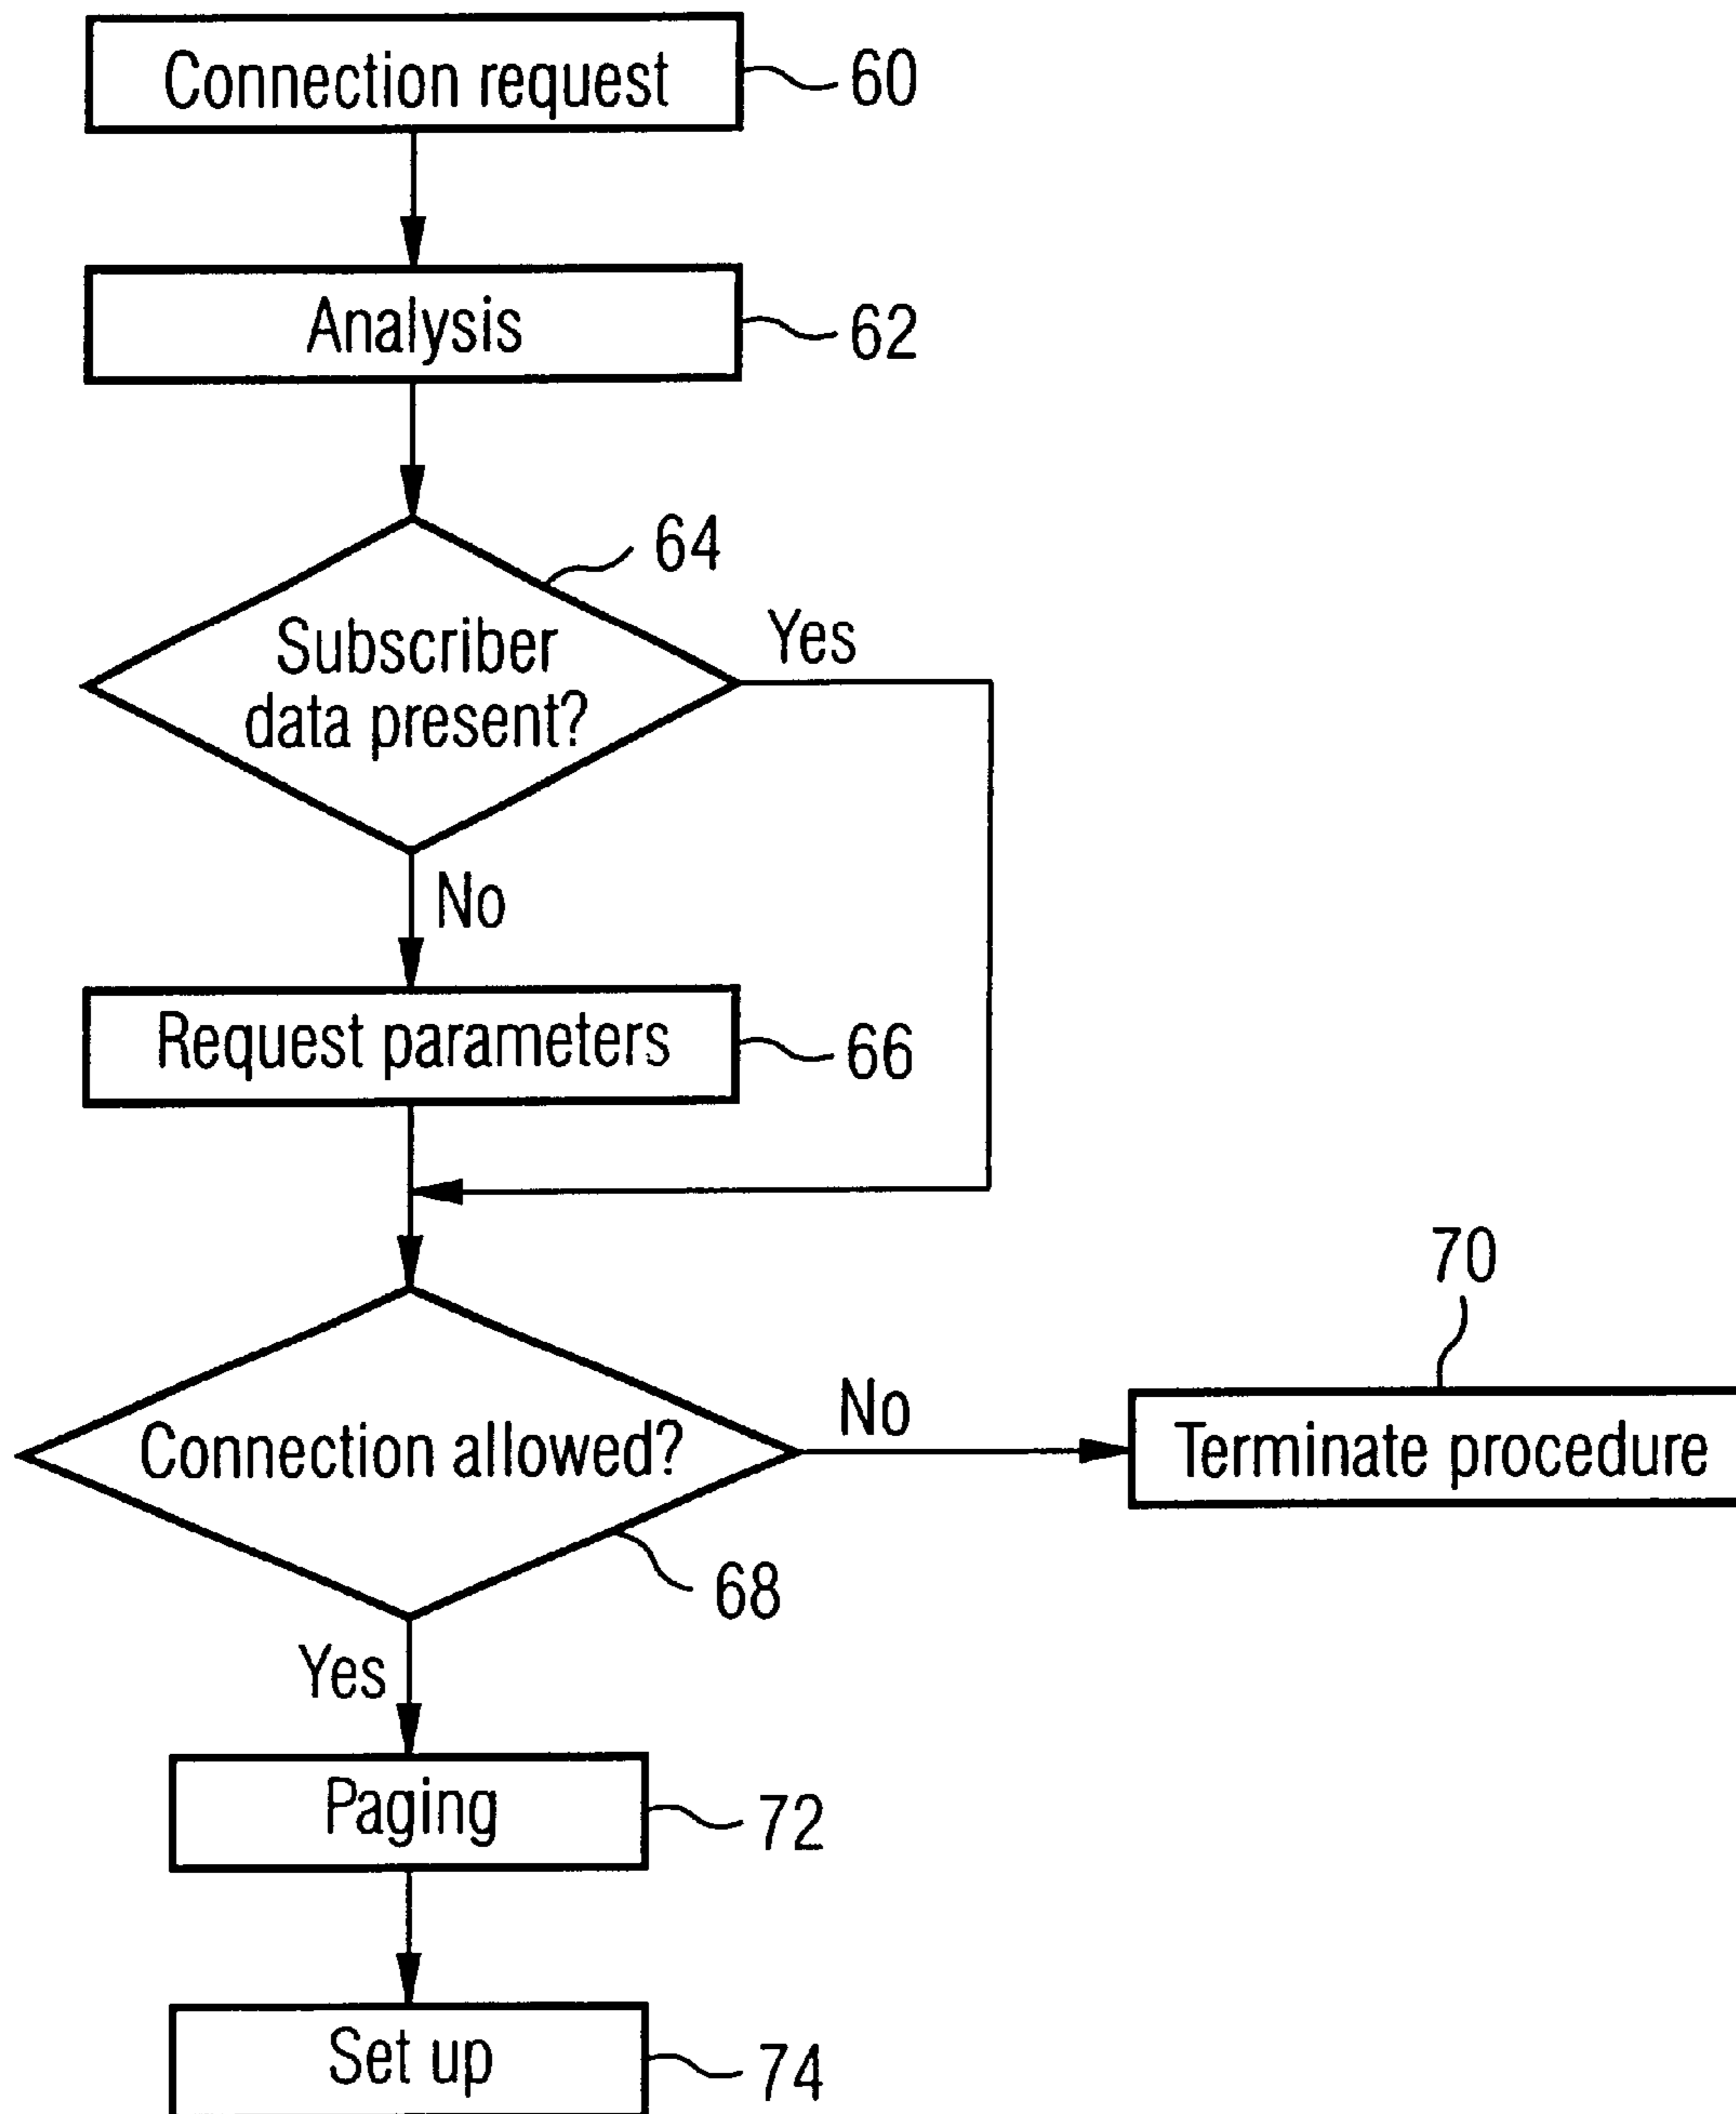 Connection request
60
Analysis
62
64
Subscriber
data present?
Yes
No
Request parameters
66
70
Connection allowed?
No
Terminate procedure
68
Yes
Paging
72
Set up
74